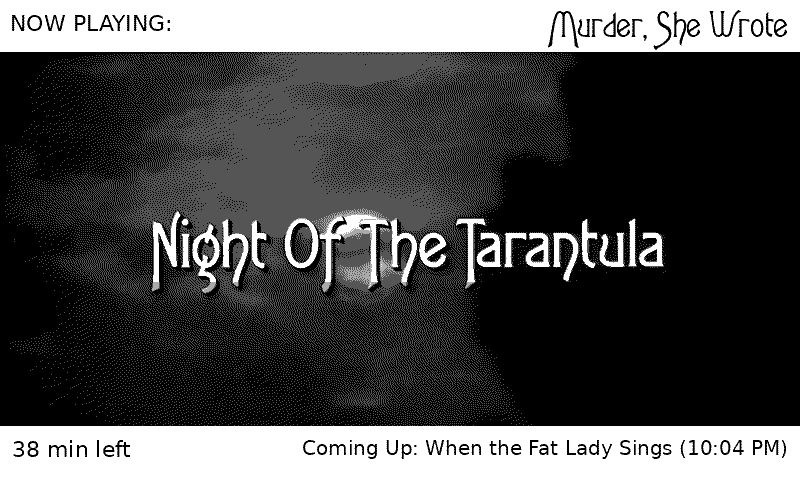 NOW PLAYING:
Murder, She Wrote
Night Of The Tarantula
38 min left
Coming Up: When the Fat Lady Sings (10:04 PM)